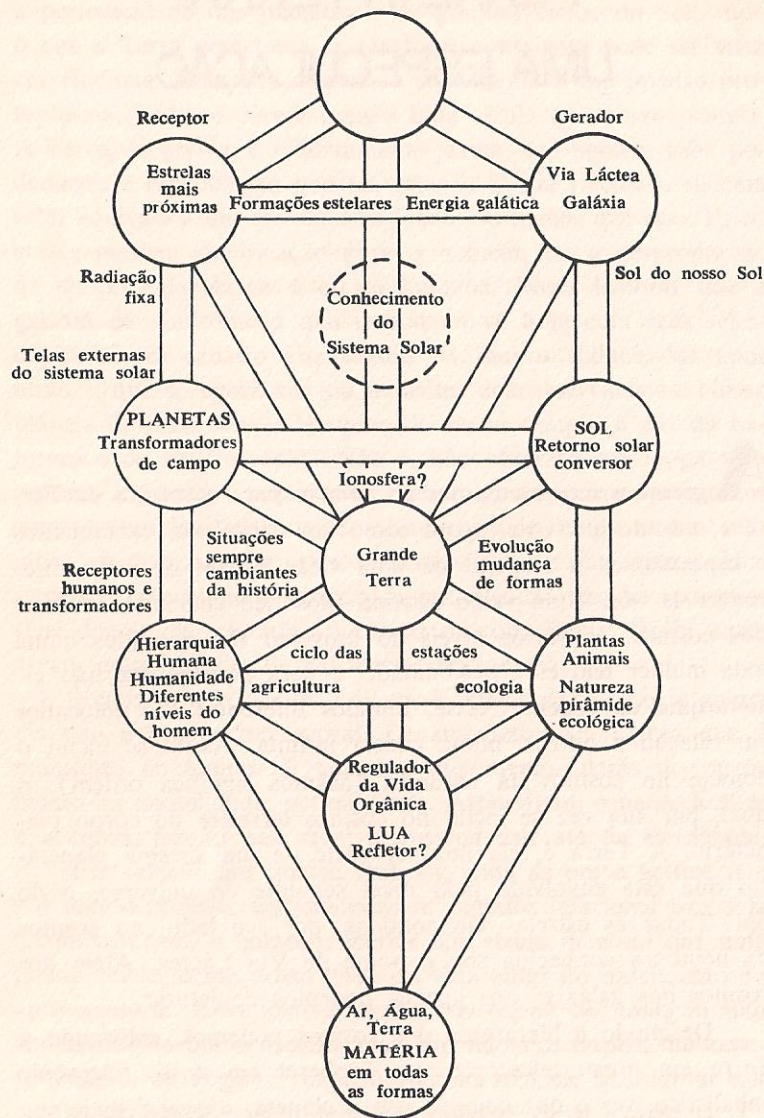 Receptor
Gerador
Estrelas
mais
próximas
Via Láctea
Galáxia
Formações estelares
Energia galática
Radiação
fixa
Sol do nosso Sol
Conhecimento
do
Sistema Solar
Telas externas
do sistema solar
PLANETAS
Transformadores
de campo
SOL
Retorno solar
conversor
Ionosfera?
Situações
sempre
cambiantes
da história
Grande
Terra
Evolução
mudança
de formas
Receptores
humanos e
transformadores
Hierarquia
Humana
Humanidade
Diferentes
níveis do
homem
ciclo das
estações
agricultura
ecologia
Plantas
Animais
Natureza
pirâmide
ecológica
Regulador
da Vida
Orgânica
LUA
Refletor?
Ar, Água,
Terra
MATÉRIA
em todas
as formas